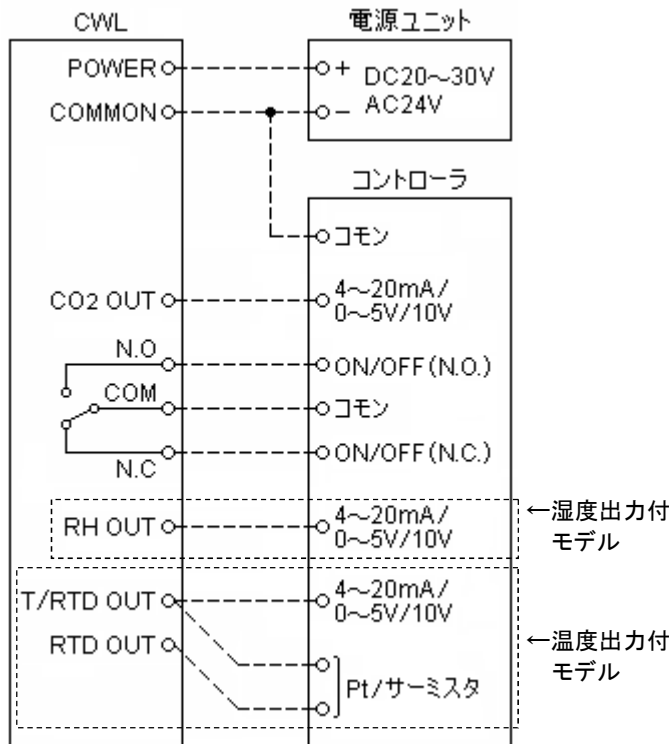 CWL
電源ユニット
POWER
+
DC20～30V
COMMON
-
AC24V
コントローラ
コモン
CO2 OUT
4～20mA/
0～5V/10V
N.O
ON/OFF(N.O.)
COM
コモン
N.C
ON/OFF(N.C.)
RH OUT
4～20mA/
0～5V/10V
←湿度出力付
モデル
T/RTD OUT
4～20mA/
0～5V/10V
RTD OUT
Pt/サーミスタ
←温度出力付
モデル